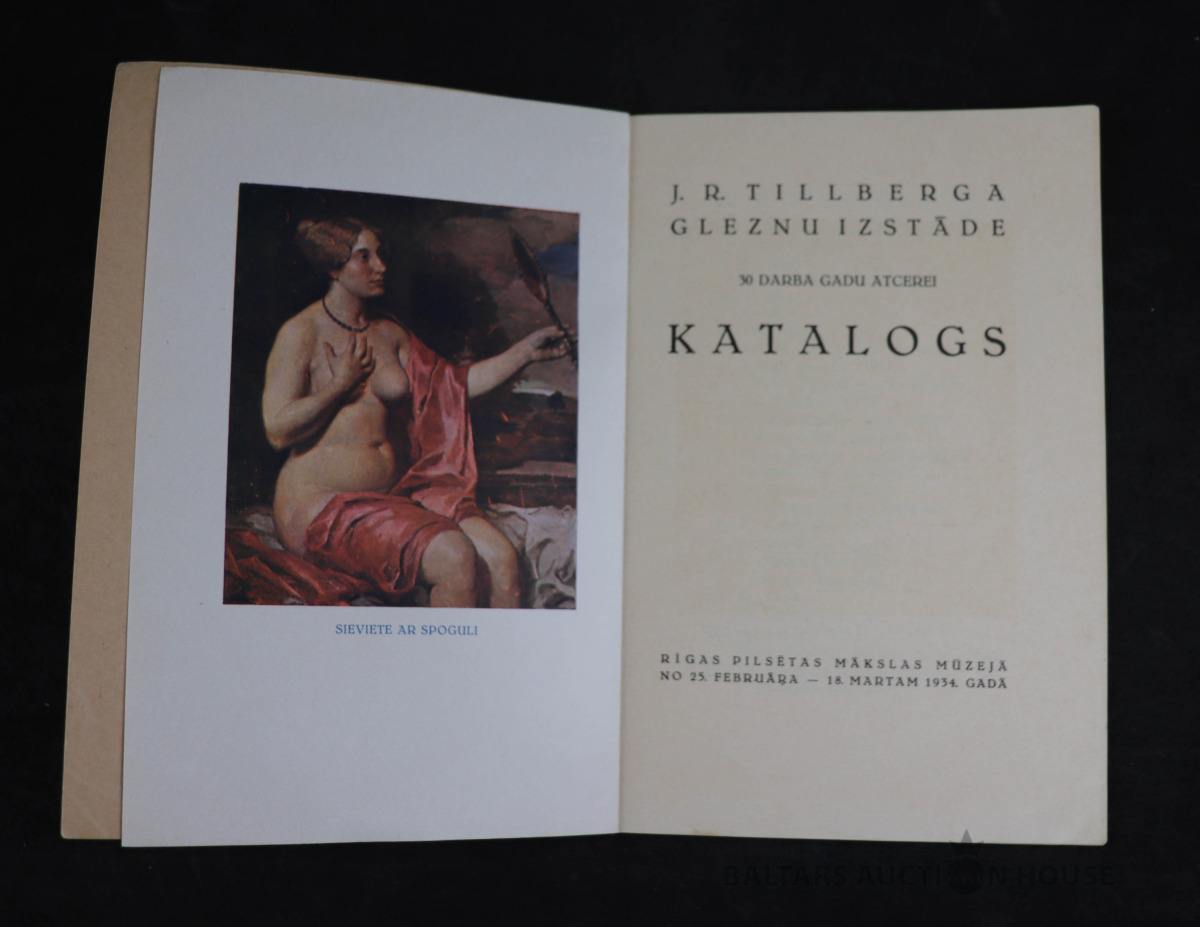 SIEVIETE AR SPOGULI
J. R. TILLBERGA
GLEZNU IZSTĀDE
30 DARBA GADU ATCEREI
KATALOGS
RĪGAS PILSĒTAS MĀKSLAS MŪZEJĀ
NO 25. FEBRUĀŖA — 18. MARTAM 1934. GADĀ
BALTARS AUCTION HOUSE